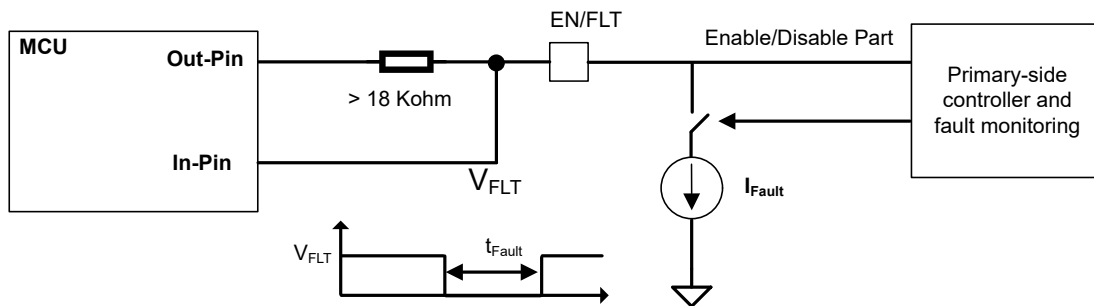 EN/FLT
MCU
Out-Pin
Enable/Disable Part
> 18 Kohm
Primary-side
controller and
fault monitoring
In-Pin
VFLT
IFault
VFLT
tFault